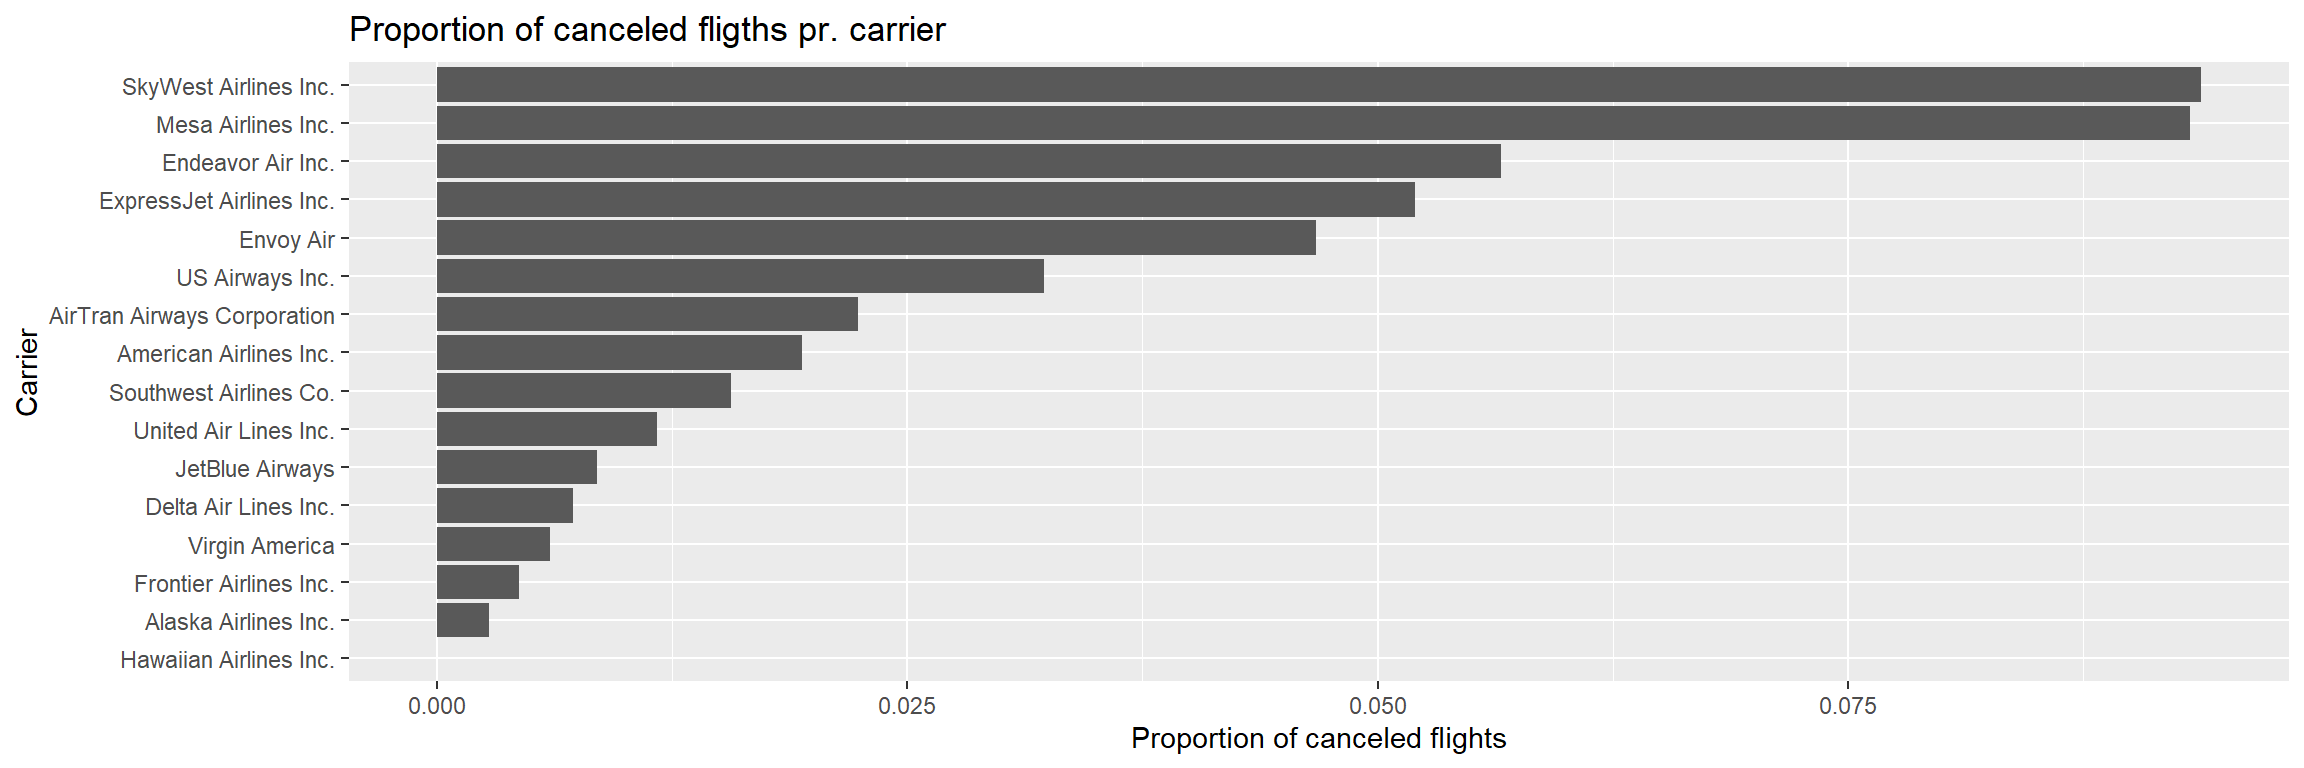 Proportion of canceled fligths pr. carrier
SkyWest Airlines Inc.
Mesa Airlines Inc.
Endeavor Air Inc.
ExpressJet Airlines Inc.
Envoy Air
US Airways Inc.
AirTran Airways Corporation
American Airlines Inc.
Southwest Airlines Co.
United Air Lines Inc.
JetBlue Airways
Delta Air Lines Inc.
Virgin America
Frontier Airlines Inc.
Alaska Airlines Inc.
Hawaiian Airlines Inc.
Carrier
0.000 0.025 0.050 0.075
Proportion of canceled flights